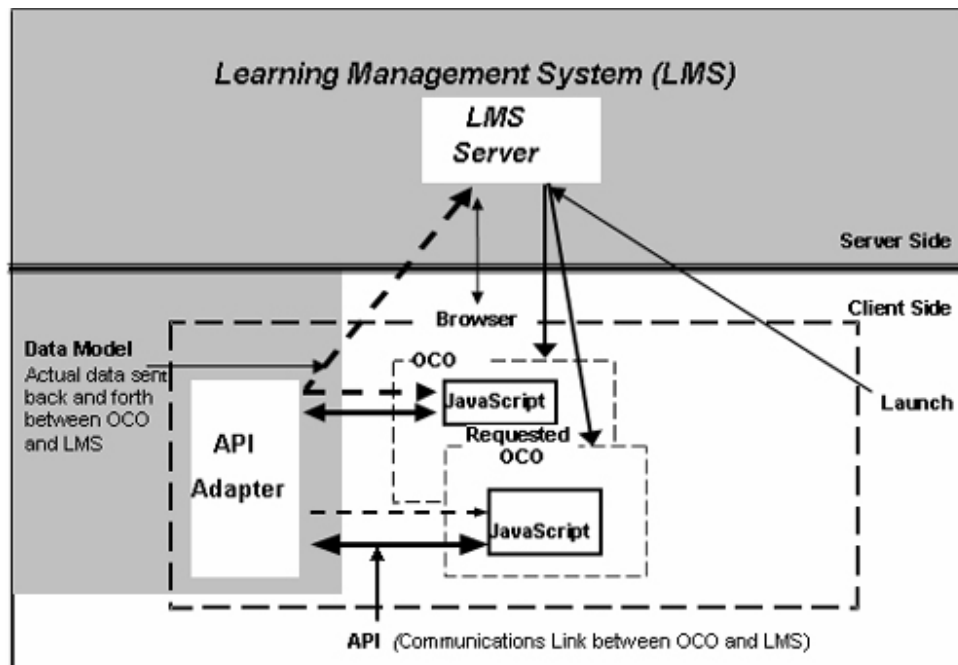 Learning Management System (LMS)
LMS
Server
Server Side
Client Side
Browser
Data Model
Actual data sent
back and forth
between OCO
and LMS
OCO
JavaScript
Launch
Requested
OCO
API
Adapter
JavaScript
API (Communications Link between OCO and LMS)